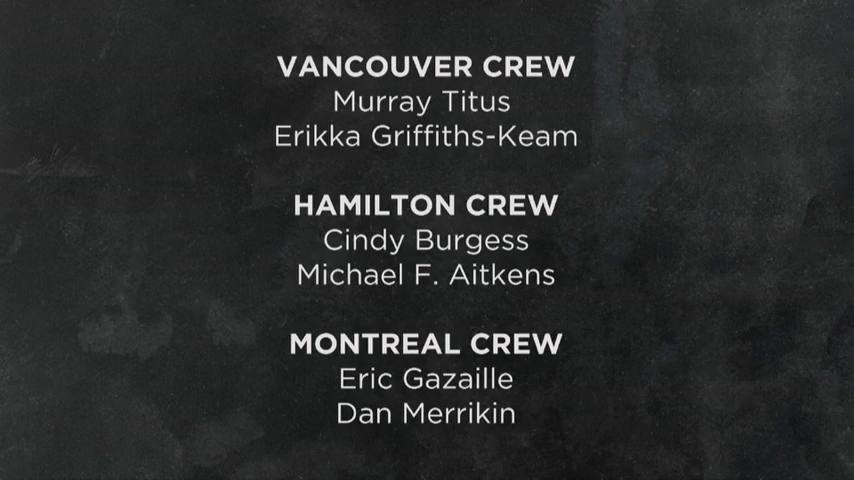 VANCOUVER CREW
Murray Titus
Erikka Griffiths-Keam
HAMILTON CREW
Cindy Burgess
Michael F. Aitkens
MONTREAL CREW
Eric Gazaille
Dan Merrikin